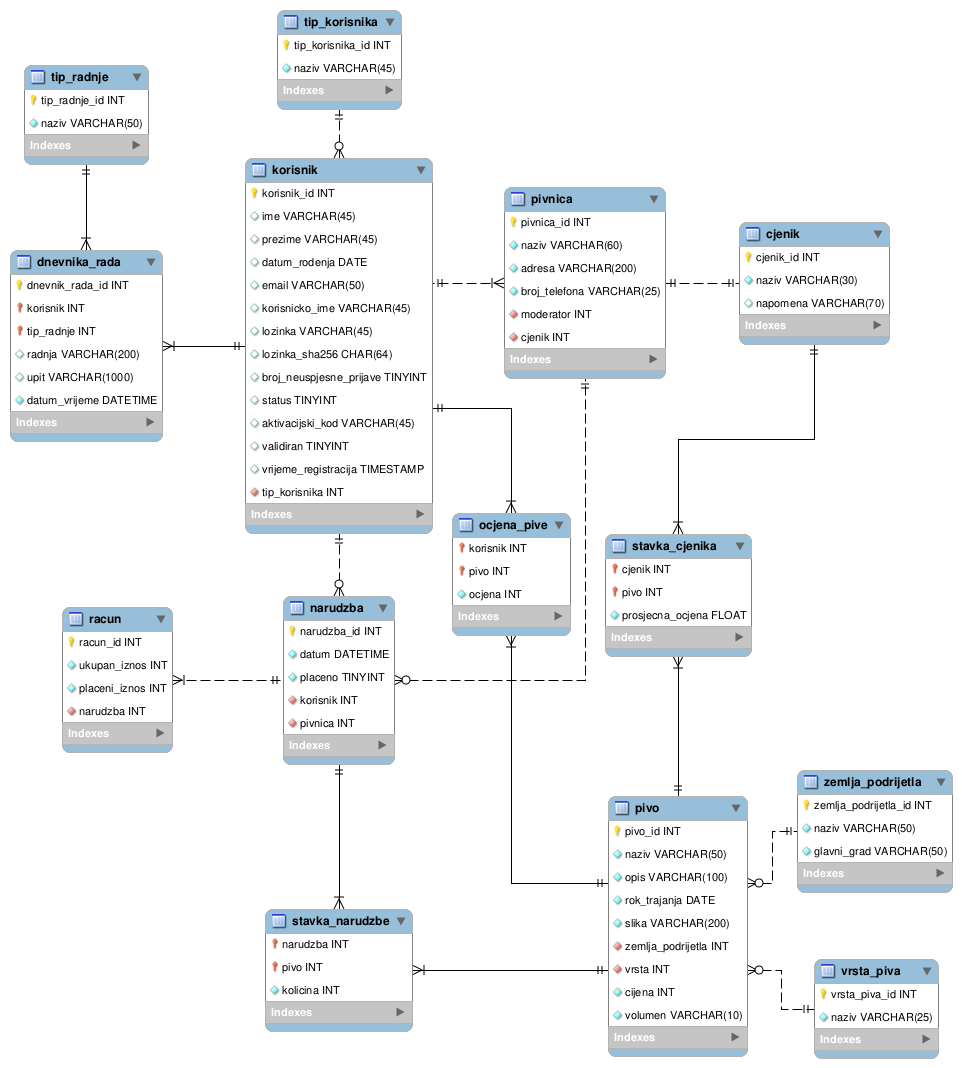 tip_korisnika
tip_korisnika_id INT
naziv VARCHAR(45)
Indexes
tip_radnje
tip_radnje_id INT
naziv VARCHAR(50)
Indexes
korisnik
korisnik_id INT
ime VARCHAR(45)
prezime VARCHAR(45)
datum_rodenja DATE
email VARCHAR(50)
korisnicko_ime VARCHAR(45)
lozinka VARCHAR(45)
lozinka_sha256 CHAR(64)
broj_neuspjesne_prijave TINYINT
status TINYINT
aktivacijski_kod VARCHAR(45)
validiran TINYINT
vrijeme_registracija TIMESTAMP
tip_korisnika INT
Indexes
pivnica
pivnica_id INT
naziv VARCHAR(60)
adresa VARCHAR(200)
broj_telefona VARCHAR(25)
moderator INT
cjenik INT
Indexes
cjenik
cjenik_id INT
naziv VARCHAR(30)
napomena VARCHAR(70)
Indexes
dnevnika_rada
dnevnik_rada_id INT
korisnik INT
tip_radnje INT
radnja VARCHAR(200)
upit VARCHAR(1000)
datum_vrijeme DATETIME
Indexes
ocjena_pive
korisnik INT
pivo INT
ocjena INT
Indexes
stavka_cjenika
cjenik INT
pivo INT
prosjecna_ocjena FLOAT
Indexes
racun
racun_id INT
ukupan_iznos INT
placeni_iznos INT
narudzba INT
Indexes
narudzba
narudzba_id INT
datum DATETIME
placeno TINYINT
korisnik INT
pivnica INT
Indexes
zemlja_podrijetla
zemlja_podrijetla_id INT
naziv VARCHAR(50)
glavni_grad VARCHAR(50)
Indexes
pivo
pivo_id INT
naziv VARCHAR(50)
opis VARCHAR(100)
rok_trajanja DATE
slika VARCHAR(200)
zemlja_podrijetla INT
vrsta INT
cijena INT
volumen VARCHAR(10)
Indexes
stavka_narudzbe
narudzba INT
pivo INT
kolicina INT
Indexes
vrsta_piva
vrsta_piva_id INT
naziv VARCHAR(25)
Indexes